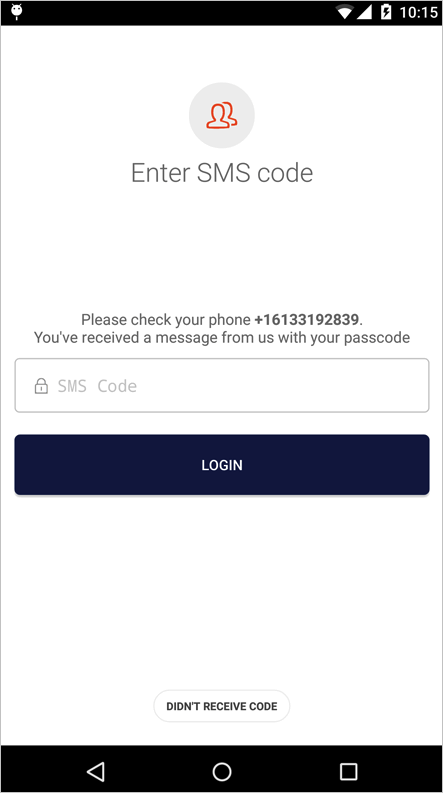 10:15
Enter SMS code
Please check your phone +16133192839.
You've received a message from us with your passcode
SMS Code
LOGIN
DIDN'T RECEIVE CODE